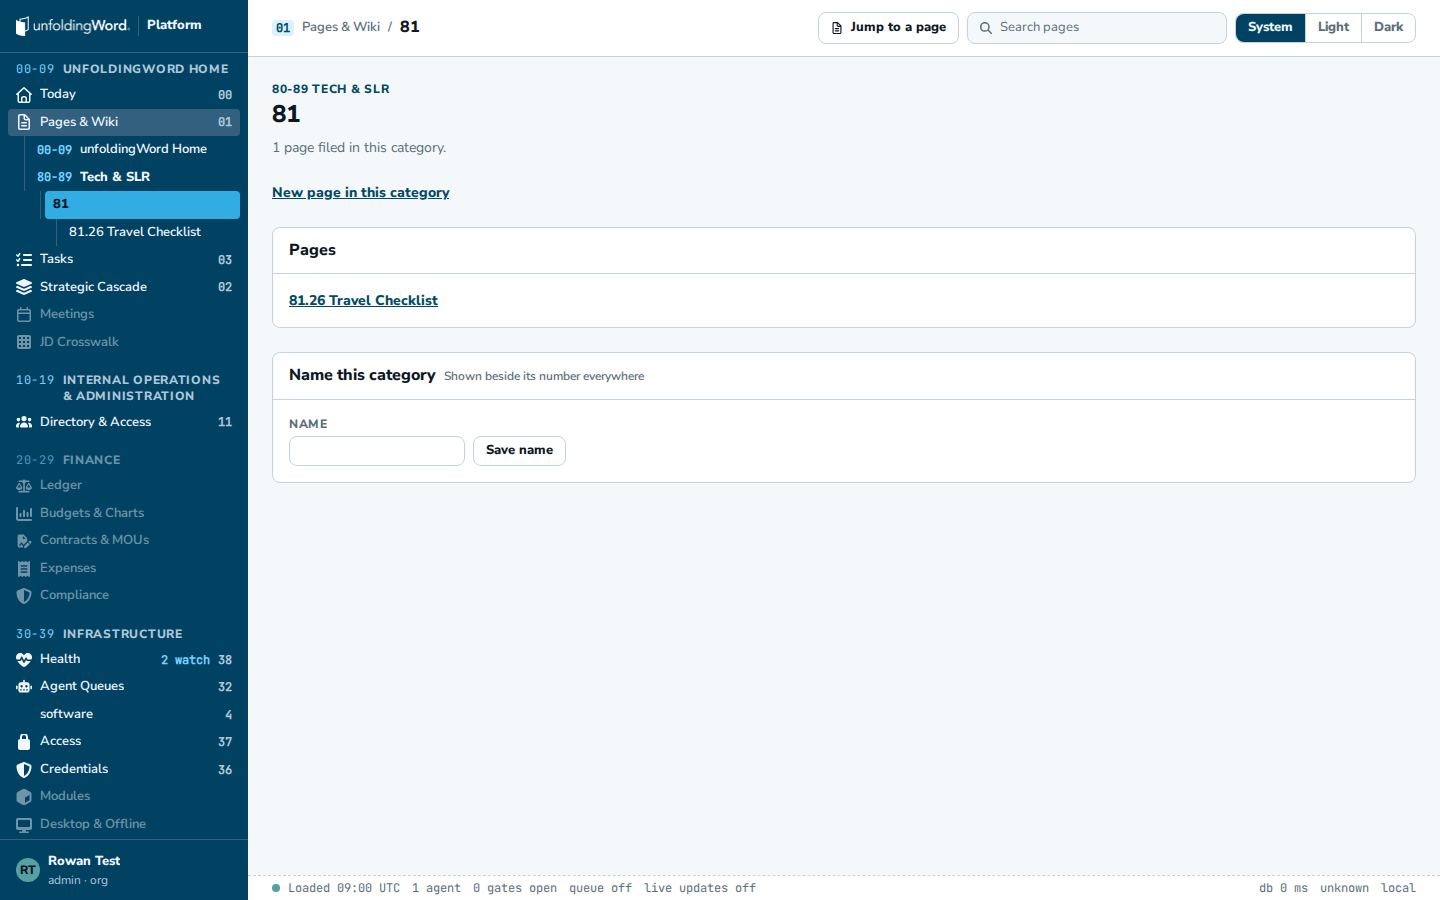 unfoldingWord Platform
00-09 UNFOLDINGWORD HOME
Today 00
Pages & Wiki 01
00-09 unfoldingWord Home
80-89 Tech & SLR
81
81.26 Travel Checklist
Tasks 03
Strategic Cascade 02
Meetings
JD Crosswalk
10-19 INTERNAL OPERATIONS
& ADMINISTRATION
Directory & Access 11
20-29 FINANCE
Ledger
Budgets & Charts
Contracts & MOUs
Expenses
Compliance
30-39 INFRASTRUCTURE
Health 2 watch 38
Agent Queues 32
software 4
Access 37
Credentials 36
Modules
Desktop & Offline
RT Rowan Test
admin · org
01 Pages & Wiki / 81
Jump to a page
Search pages
System Light Dark
80-89 TECH & SLR
81
1 page filed in this category.
New page in this category
Pages
81.26 Travel Checklist
Name this category Shown beside its number everywhere
NAME
Save name
Loaded 09:00 UTC 1 agent 0 gates open queue off live updates off
db 0 ms unknown local